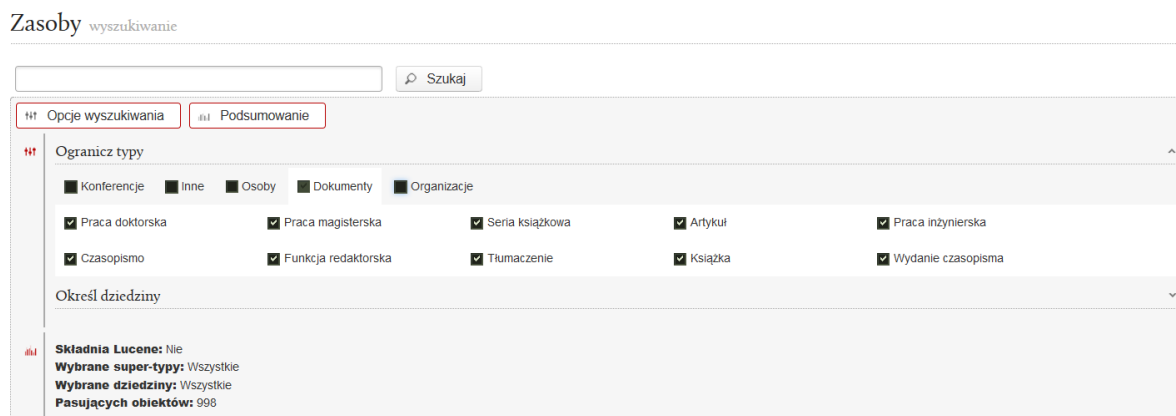 Zasoby wyszukiwanie
Szukaj
Opcje wyszukiwania Podsumowanie
Ogranicz typy
Konferencje Inne Osoby Dokumenty Organizacje
Praca doktorska Praca magisterska Seria książkowa Artykuł Praca inżynierska
Czasopismo Funkcja redaktorska Tłumaczenie Książka Wydanie czasopisma
Określ dziedziny
Składnia Lucene: Nie
Wybrane super-typy: Wszystkie
Wybrane dziedziny: Wszystkie
Pasujących obiektów: 998